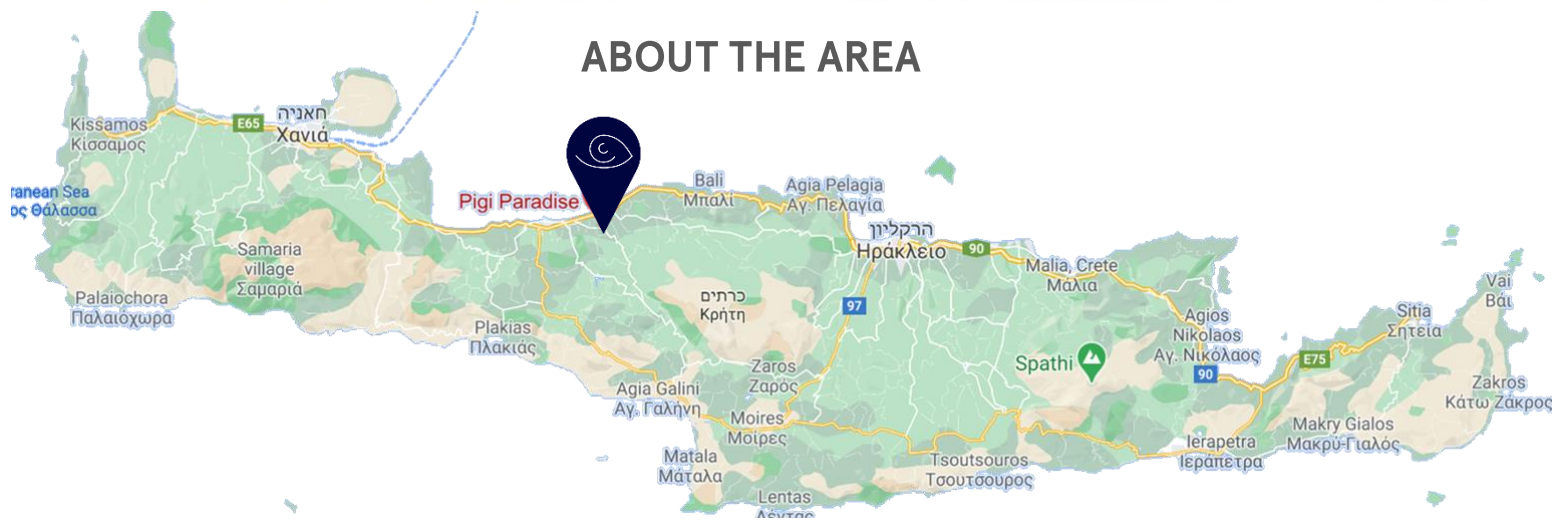 ABOUT THE AREA
Kissamos
Κίσσαμος
E65
חאניה
Χανιά
ranean Sea
ος Θάλασσα
Pigi Paradise
Bali
Μπαλί
Agia Pelagia
Αγ. Πελαγία
הרקליון
Ηράκλειο
90
Samaria
village
Σαμαριά
Malia, Crete
Μάλια
Palaiochora
Παλαιόχωρα
כרתים
Κρήτη
97
Plakias
Πλακιάς
Agios
Nikolaos
Αγ. Νικόλαος
Vai
Βάι
Sitia
Σητεία
Spathi
90
E75
Zaros
Ζαρός
Agia Galini
Αγ. Γαλήνη
Zakros
Κάτω Ζάκρος
Moires
Μοίρες
Makry Gialos
Μακρύ-Γιαλός
Ierapetra
Ιεράπετρα
Matala
Μάταλα
Tsoutsouros
Τσούτσουρος
Lentas